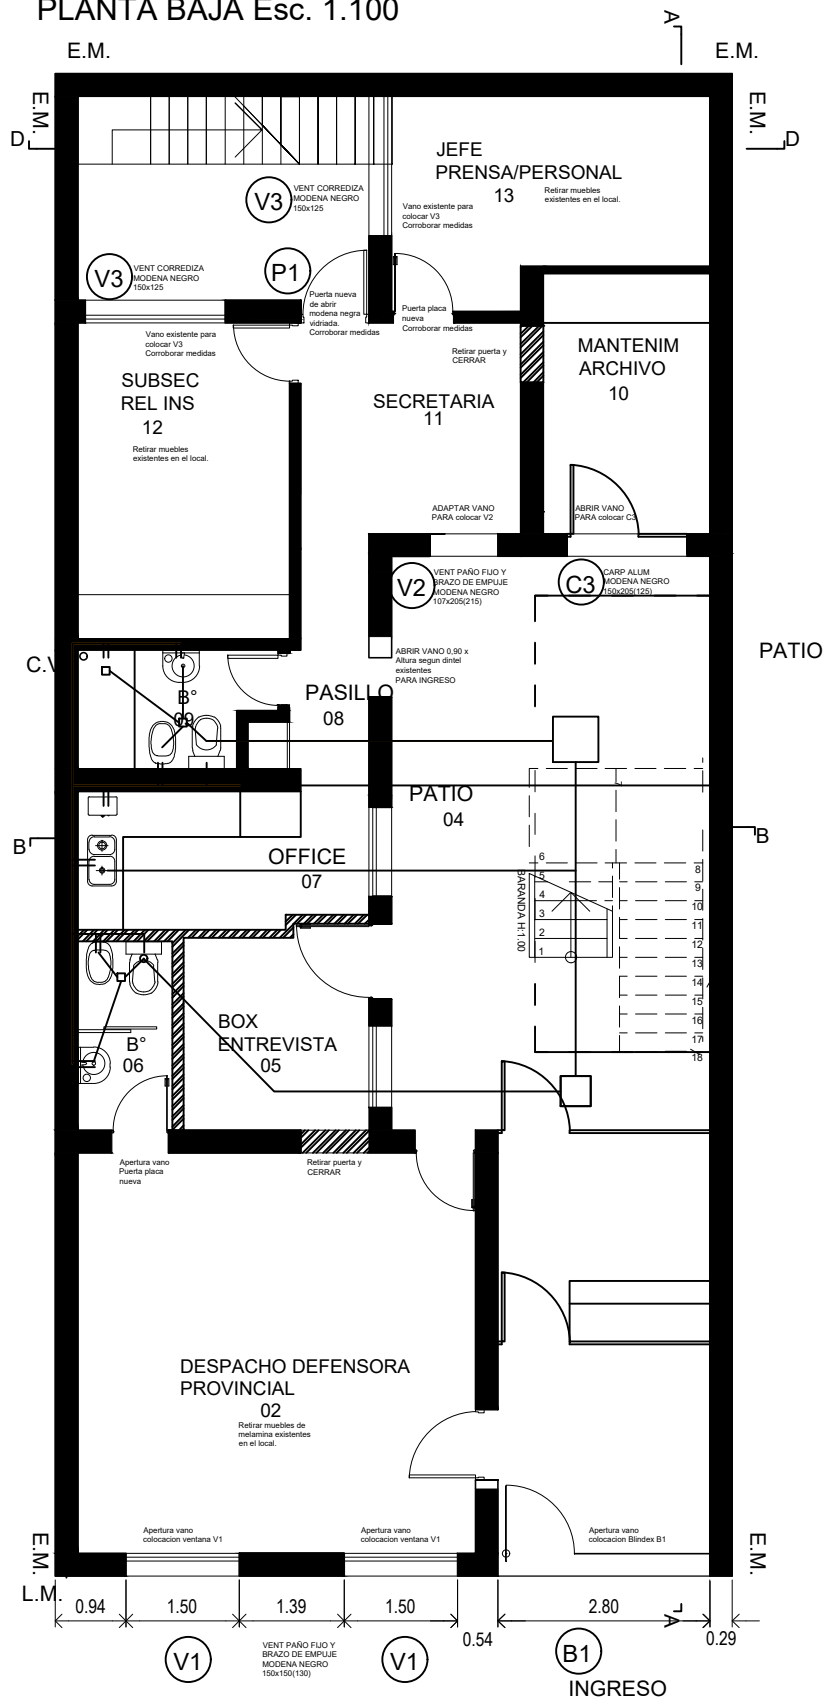 PLANTA BAJA Esc. 1.100
A
E.M.
E.M.
E.M.
E.M.
D
D
JEFE
PRENSA/PERSONAL
13
Retirar muebles
existentes en el local.
V3
VENT CORREDIZA
MODENA NEGRO
150x125
Vano existente para
colocar V3
Corroborar medidas
V3
VENT CORREDIZA
MODENA NEGRO
150x125
P1
Puerta nueva
de abrir
modena negra
vidriada.
Corroborar medidas
Puerta placa
nueva
Corroborar medidas
Vano existente para
colocar V3
Corroborar medidas
Retirar puerta y
CERRAR
MANTENIM
ARCHIVO
10
SUBSEC
REL INS
12
Retirar muebles
existentes en el local.
SECRETARIA
11
ADAPTAR VANO
PARA colocar V2
ABRIR VANO
PARA colocar C3
V2
VENT PAÑO FIJO Y
BRAZO DE EMPUJE
MODENA NEGRO
107x205(215)
C3
CARP ALUM
MODENA NEGRO
150x205(125)
C.V
PATIO
ABRIR VANO 0,90 x
Altura segun dintel
existentes
PARA INGRESO
B°
09
PASILLO
08
PATIO
04
B
B
OFFICE
07
BARANDA H:1.00
6
5
4
3
2
1
8
9
10
11
12
13
14
15
16
17
18
BOX
ENTREVISTA
05
B°
06
Apertura vano
Puerta placa
nueva
Retirar puerta y
CERRAR
DESPACHO DEFENSORA
PROVINCIAL
02
Retirar muebles de
melamina existentes
en el local.
Apertura vano
colocacion ventana V1
Apertura vano
colocacion ventana V1
Apertura vano
colocacion Blindex B1
E.M.
E.M.
L.M.
0.94
1.50
1.39
1.50
0.54
2.80
A
0.29
V1
VENT PAÑO FIJO Y
BRAZO DE EMPUJE
MODENA NEGRO
150x150(130)
V1
B1
INGRESO